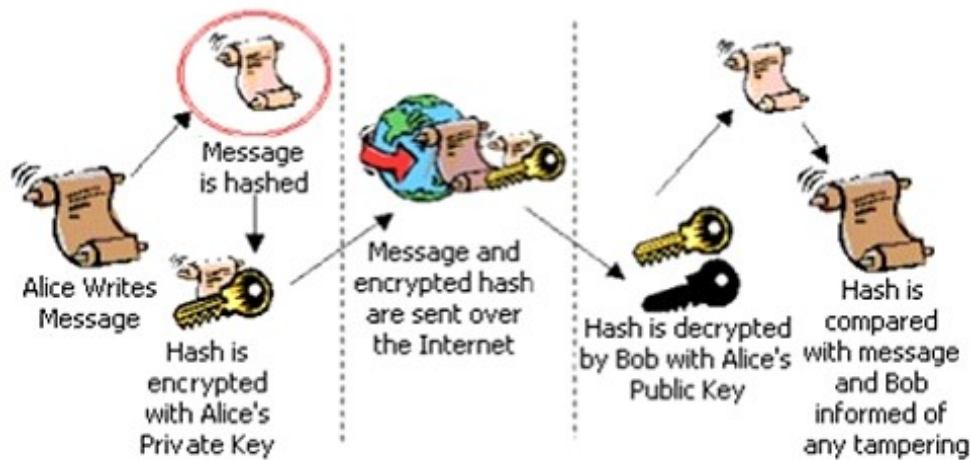 Message
is hashed
Alice Writes
Message
Hash is
encrypted
with Alice's
Private Key
Message and
encrypted hash
are sent over
the Internet
Hash is decrypted
by Bob with Alice's
Public Key
Hash is
compared
with message
and Bob
informed of
any tampering